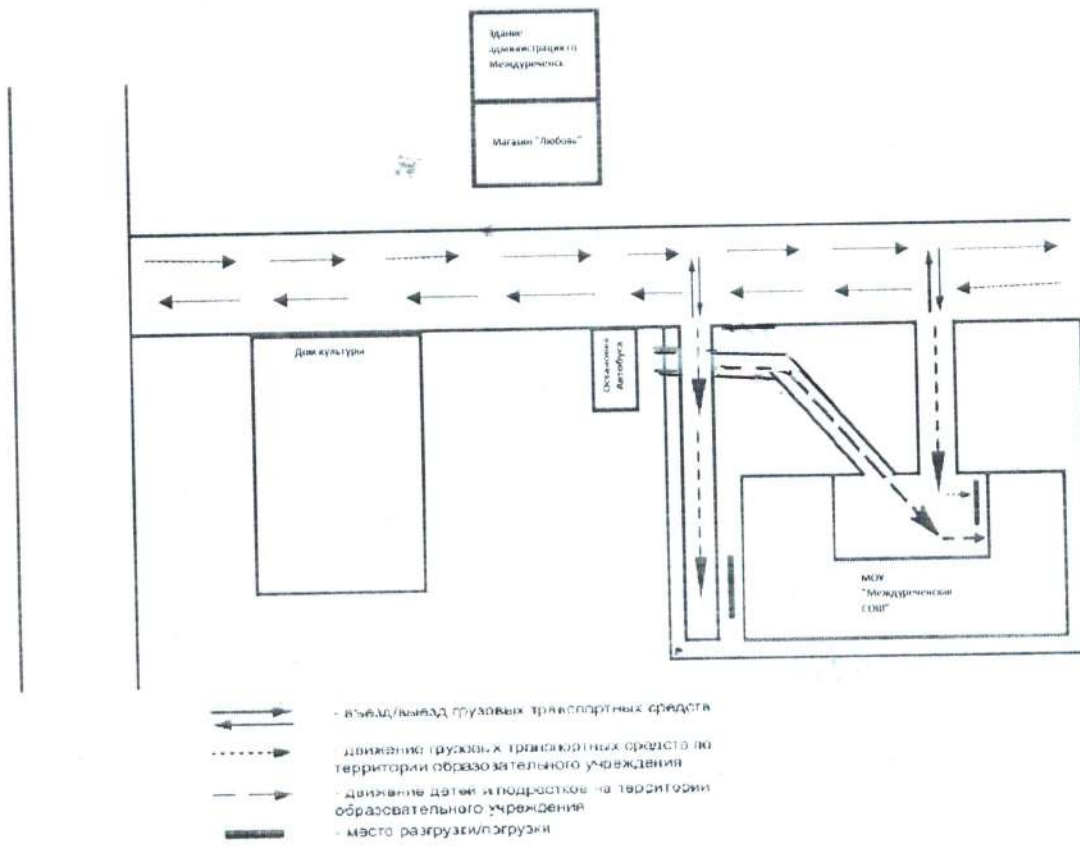 Здание
администрации гп
Междуреченск
Магазин "Любовь"
Дом культуры
Остановка
Автобуса
МОУ
"Междуреченская
СОШ"
Р
- въезд/выезд грузовых транспортных средств
- движение грузовых транспортных средств по
территории образовательного учреждения
- движение детей и подростков на территории
образовательного учреждения
- место разгрузки/погрузки